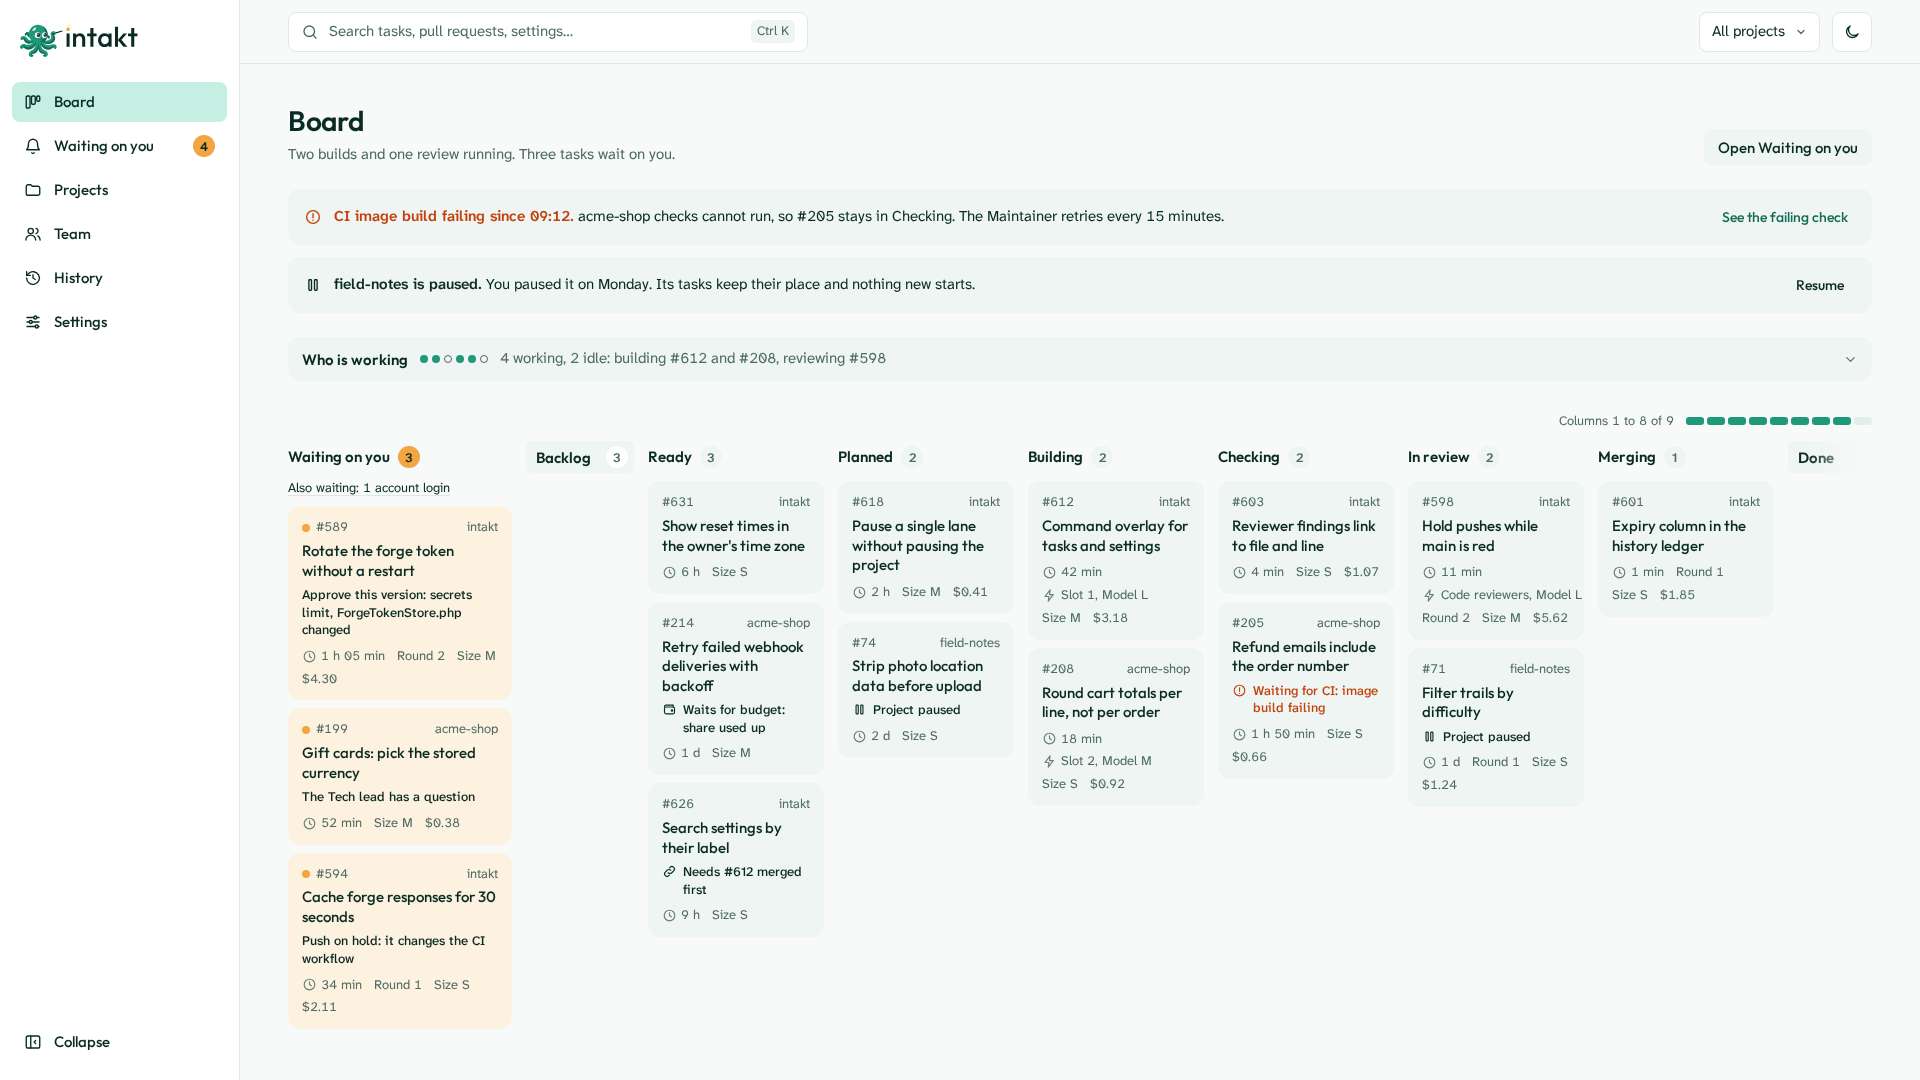 intakt
Search tasks, pull requests, settings...
Ctrl K
All projects
Board
Waiting on you
4
Projects
Team
History
Settings
Collapse
Board
Two builds and one review running. Three tasks wait on you.
Open Waiting on you
CI image build failing since 09:12. acme-shop checks cannot run, so #205 stays in Checking. The Maintainer retries every 15 minutes.
See the failing check
field-notes is paused. You paused it on Monday. Its tasks keep their place and nothing new starts.
Resume
Who is working
4 working, 2 idle: building #612 and #208, reviewing #598
Columns 1 to 8 of 9
Waiting on you 3
Also waiting: 1 account login
#589 intakt
Rotate the forge token
without a restart
Approve this version: secrets
limit, ForgeTokenStore.php
changed
1 h 05 min Round 2 Size M
$4.30
#199 acme-shop
Gift cards: pick the stored
currency
The Tech lead has a question
52 min Size M $0.38
#594 intakt
Cache forge responses for 30
seconds
Push on hold: it changes the CI
workflow
34 min Round 1 Size S
$2.11
Backlog 3
Ready 3
#631 intakt
Show reset times in
the owner's time zone
6 h Size S
#214 acme-shop
Retry failed webhook
deliveries with
backoff
Waits for budget:
share used up
1 d Size M
#626 intakt
Search settings by
their label
Needs #612 merged
first
9 h Size S
Planned 2
#618 intakt
Pause a single lane
without pausing the
project
2 h Size M $0.41
#74 field-notes
Strip photo location
data before upload
Project paused
2 d Size S
Building 2
#612 intakt
Command overlay for
tasks and settings
42 min
Slot 1, Model L
Size M $3.18
#208 acme-shop
Round cart totals per
line, not per order
18 min
Slot 2, Model M
Size S $0.92
Checking 2
#603 intakt
Reviewer findings link
to file and line
4 min Size S $1.07
#205 acme-shop
Refund emails include
the order number
Waiting for CI: image
build failing
1 h 50 min Size S
$0.66
In review 2
#598 intakt
Hold pushes while
main is red
11 min
Code reviewers, Model L
Round 2 Size M $5.62
#71 field-notes
Filter trails by
difficulty
Project paused
1 d Round 1 Size S
$1.24
Merging 1
#601 intakt
Expiry column in the
history ledger
1 min Round 1
Size S $1.85
Done